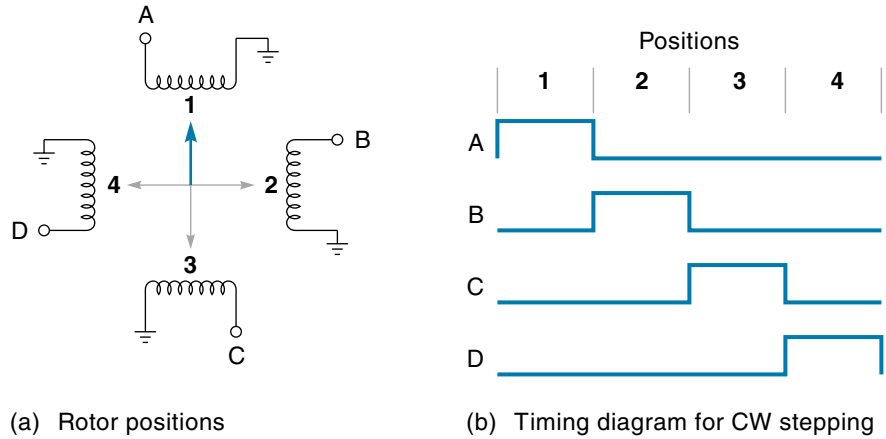 A
1
B
4
2
D
3
C
(a) Rotor positions
Positions
1 2 3 4
A
B
C
D
(b) Timing diagram for CW stepping